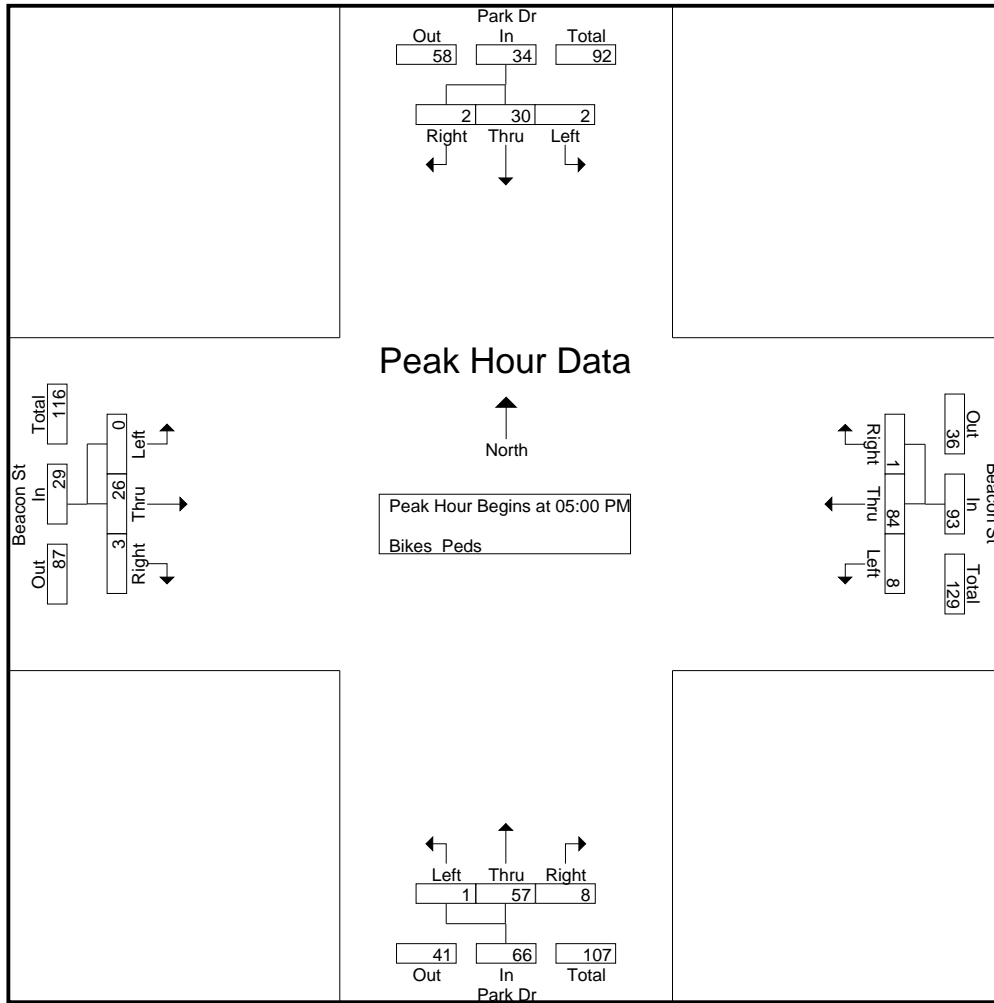 Park Dr
Out In Total
58 34 92
2 30 2
Right Thru Left
Peak Hour Data
North
Peak Hour Begins at 05:00 PM
Bikes Peds
Beacon St
Total In Out
116 29 87
0 26 3
Left Thru Right
Right Thru Left
1 84 8
36 93 129
Out In Total
Beacon St
Left Thru Right
1 57 8
41 66 107
Out In Total
Park Dr